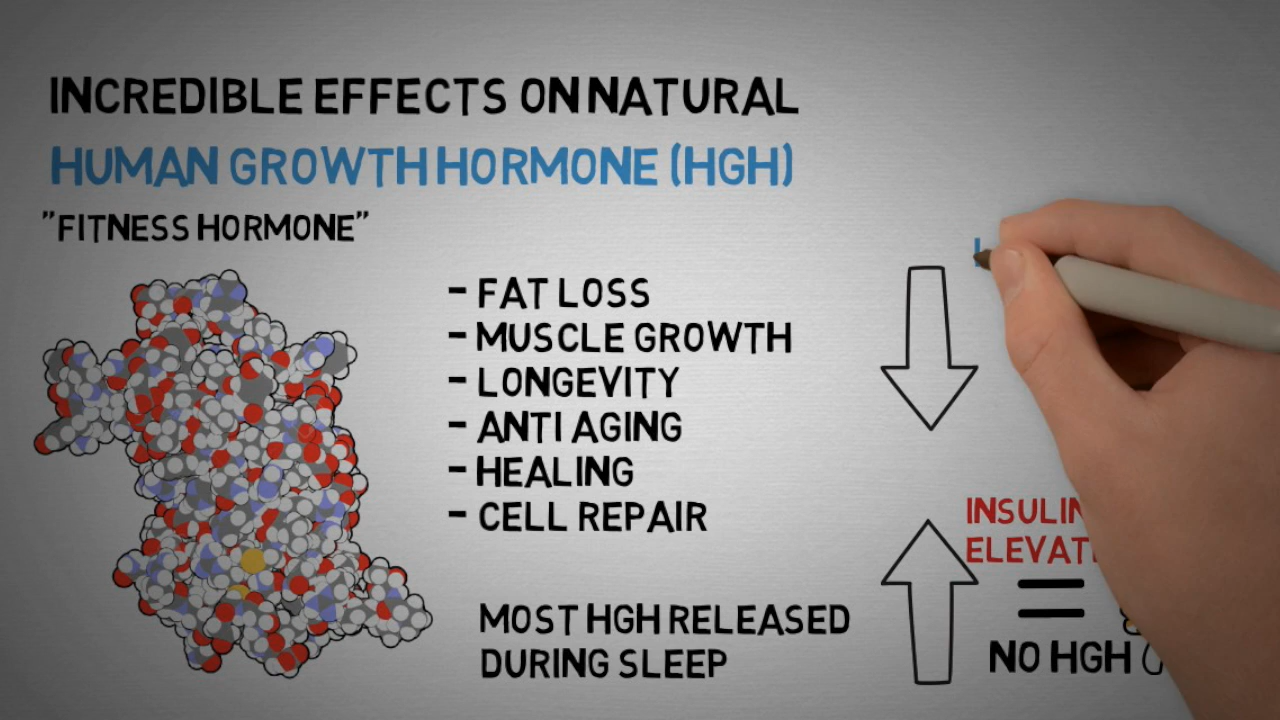 INCREDIBLE EFFECTS ON NATURAL
HUMAN GROWTH HORMONE (HGH)
"FITNESS HORMONE"
- FAT LOSS
- MUSCLE GROWTH
- LONGEVITY
- ANTI AGING
- HEALING
- CELL REPAIR
MOST HGH RELEASED
DURING SLEEP
=
NO HGH